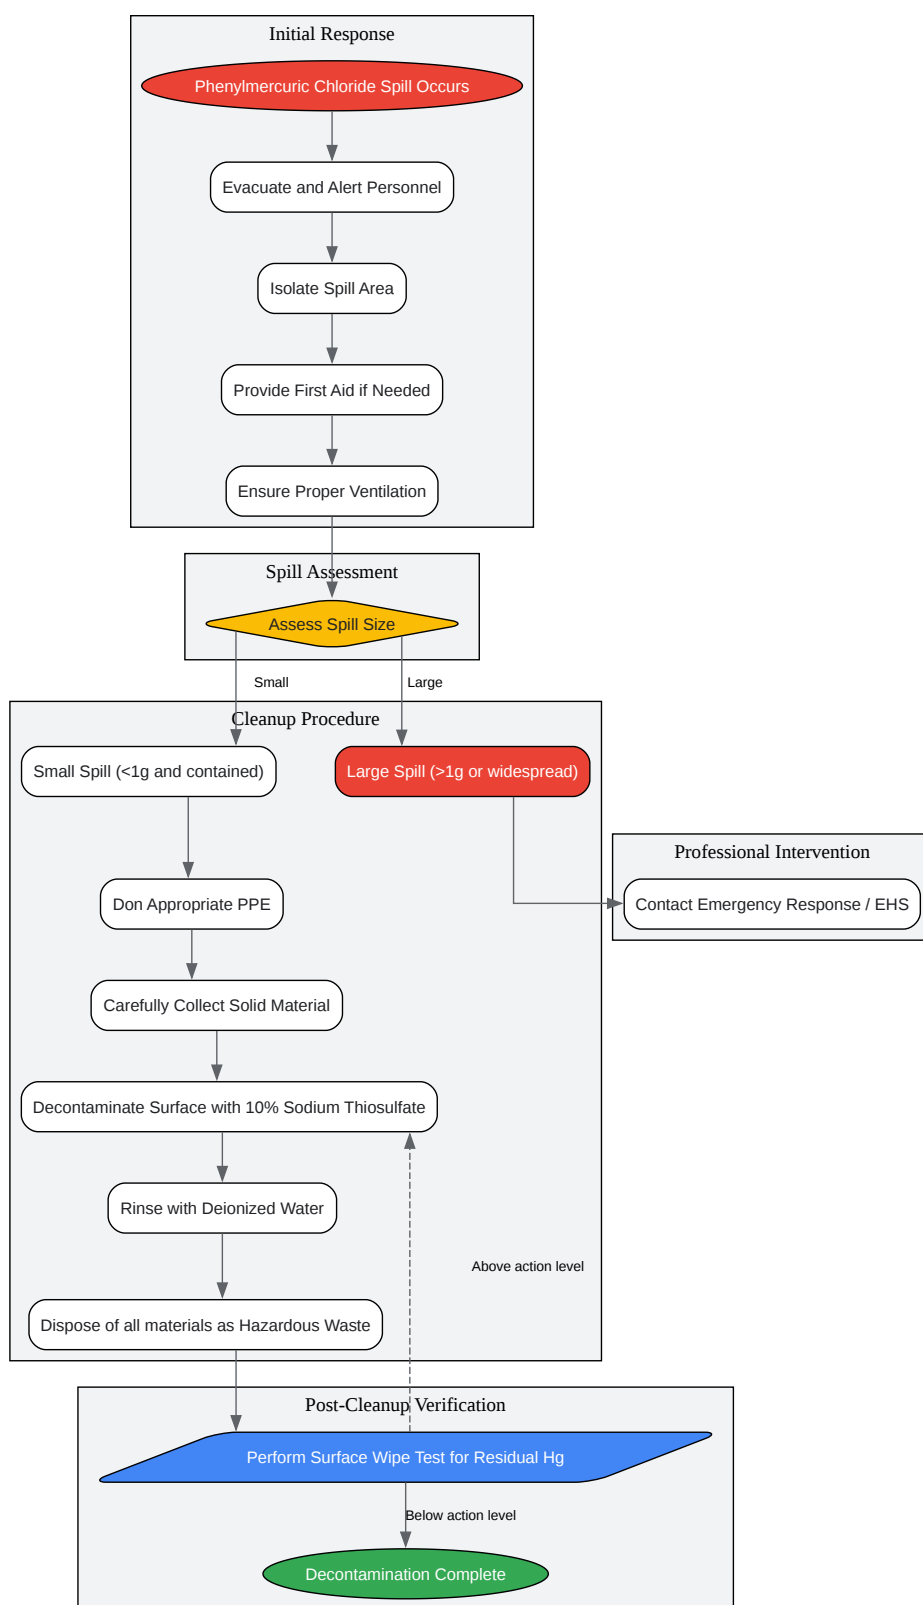 Initial Response
Phenylmercuric Chloride Spill Occurs
Evacuate and Alert Personnel
Isolate Spill Area
Provide First Aid if Needed
Ensure Proper Ventilation
Spill Assessment
Assess Spill Size
Small
Large
Cleanup Procedure
Small Spill (<1g and contained)
Large Spill (>1g or widespread)
Professional Intervention
Contact Emergency Response / EHS
Don Appropriate PPE
Carefully Collect Solid Material
Decontaminate Surface with 10% Sodium Thiosulfate
Rinse with Deionized Water
Above action level
Dispose of all materials as Hazardous Waste
Post-Cleanup Verification
Perform Surface Wipe Test for Residual Hg
Below action level
Decontamination Complete